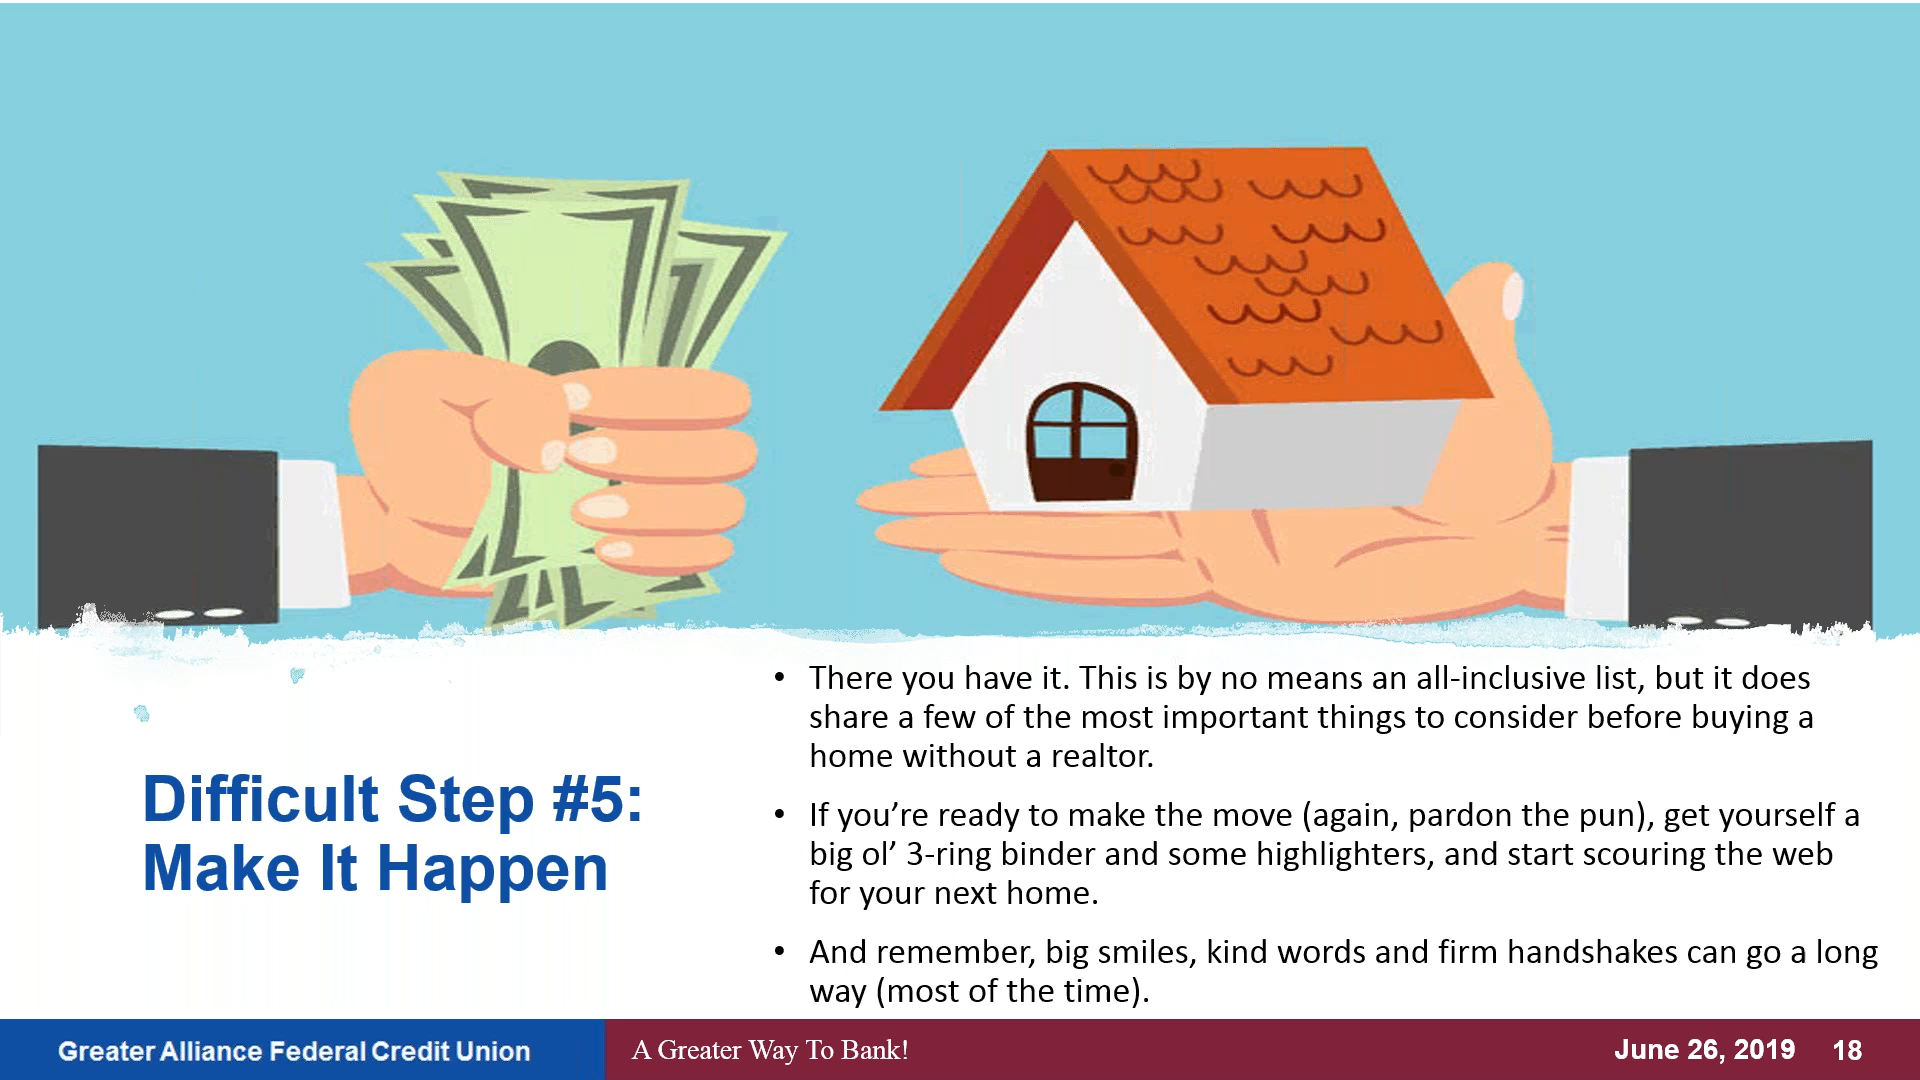 Difficult Step #5:
Make It Happen
• There you have it. This is by no means an all-inclusive list, but it does
share a few of the most important things to consider before buying a
home without a realtor.
• If you’re ready to make the move (again, pardon the pun), get yourself a
big ol’ 3-ring binder and some highlighters, and start scouring the web
for your next home.
• And remember, big smiles, kind words and firm handshakes can go a long
way (most of the time).
Greater Alliance Federal Credit Union
A Greater Way To Bank!
June 26, 2019 18